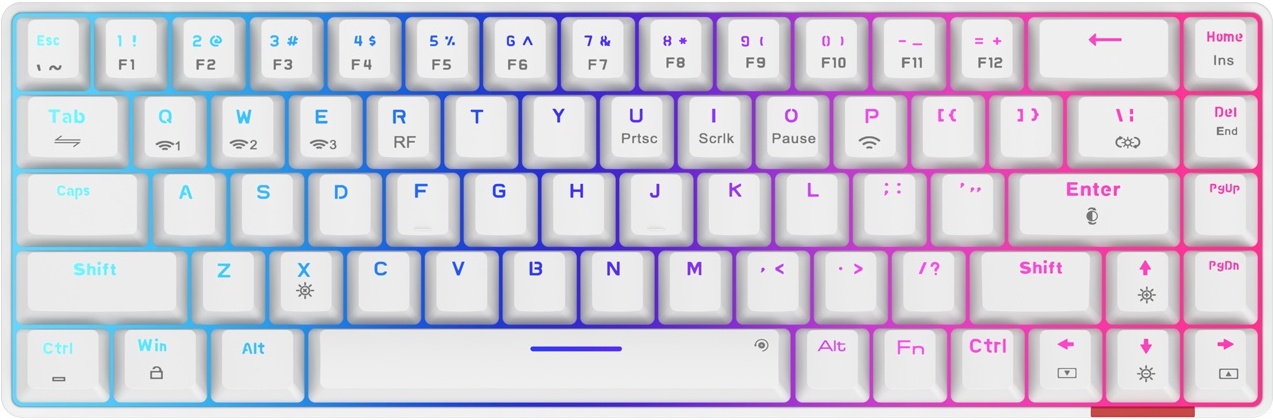 Esc 1 ! 2 @ 3 # 4 $ 5 % 6 ^ 7 & 8 * 9 ( 0 ) - _ = + ← Home
` ~ F1 F2 F3 F4 F5 F6 F7 F8 F9 F10 F11 F12 Ins
Tab Q W E R T Y U I O P [ { ] } \ | Del
1 2 3 RF Prtsc Scrlk Pause End
Caps A S D F G H J K L ; : ' " Enter PgUp
Shift Z X C V B N M , < . > / ? Shift ↑ PgDn
Ctrl Win Alt Alt Fn Ctrl ← ↓ →